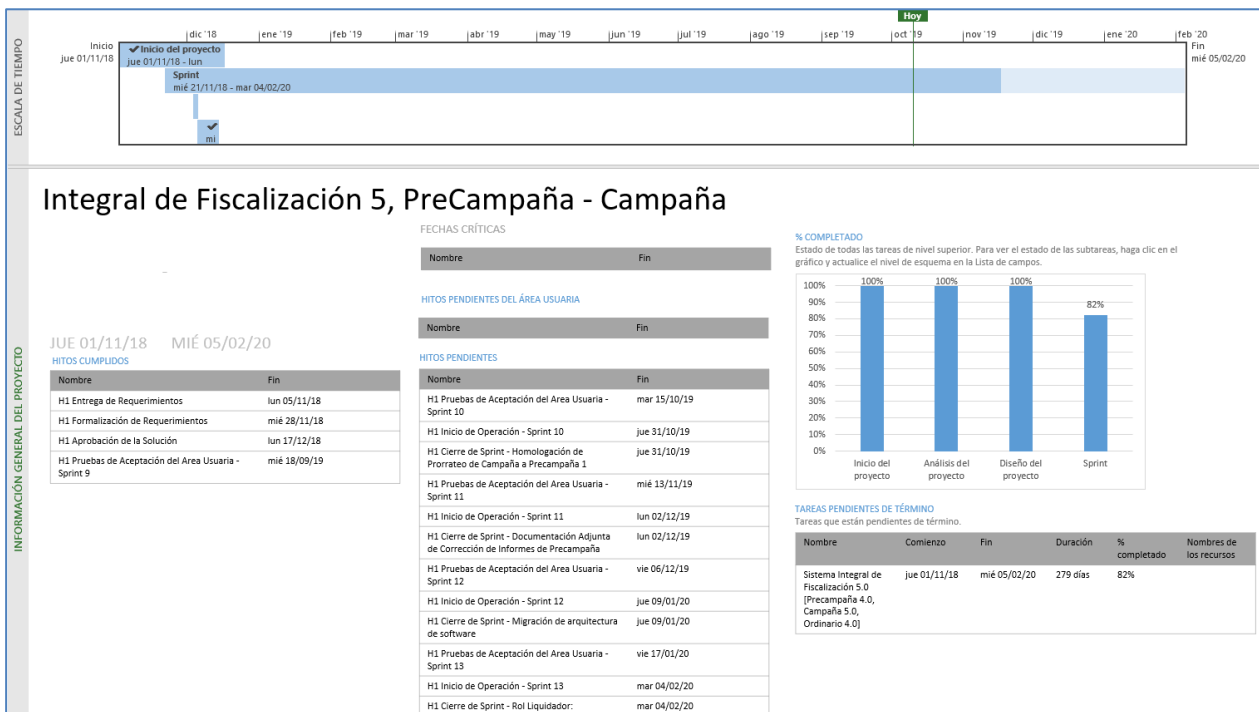 Hoy
dic '18 ene '19 feb '19 mar '19 abr '19 may '19 jun '19 jul '19 ago '19 sep '19 oct '19 nov '19 dic '19 ene '20 feb '20
ESCALA DE TIEMPO
Inicio
jue 01/11/18
Inicio del proyecto
jue 01/11/18 - lun
Sprint
mié 21/11/18 - mar 04/02/20
mi
Fin
mié 05/02/20
INFORMACIÓN GENERAL DEL PROYECTO
Integral de Fiscalización 5, PreCampaña - Campaña
JUE 01/11/18 MIÉ 05/02/20
HITOS CUMPLIDOS
Nombre Fin
H1 Entrega de Requerimientos lun 05/11/18
H1 Formalización de Requerimientos mié 28/11/18
H1 Aprobación de la Solución lun 17/12/18
H1 Pruebas de Aceptación del Area Usuaria - mié 18/09/19
Sprint 9
FECHAS CRÍTICAS
Nombre Fin
HITOS PENDIENTES DEL ÁREA USUARIA
Nombre Fin
HITOS PENDIENTES
Nombre Fin
H1 Pruebas de Aceptación del Area Usuaria - mar 15/10/19
Sprint 10
H1 Inicio de Operación - Sprint 10 jue 31/10/19
H1 Cierre de Sprint - Homologación de jue 31/10/19
Prorrateo de Campaña a Precampaña 1
H1 Pruebas de Aceptación del Area Usuaria - mié 13/11/19
Sprint 11
H1 Inicio de Operación - Sprint 11 lun 02/12/19
H1 Cierre de Sprint - Documentación Adjunta lun 02/12/19
de Corrección de Informes de Precampaña
H1 Pruebas de Aceptación del Area Usuaria - vie 06/12/19
Sprint 12
H1 Inicio de Operación - Sprint 12 jue 09/01/20
H1 Cierre de Sprint - Migración de arquitectura jue 09/01/20
de software
H1 Pruebas de Aceptación del Area Usuaria - vie 17/01/20
Sprint 13
H1 Inicio de Operación - Sprint 13 mar 04/02/20
H1 Cierre de Sprint - Rol Liquidador: mar 04/02/20
% COMPLETADO
Estado de todas las tareas de nivel superior. Para ver el estado de las subtareas, haga clic en el
gráfico y actualice el nivel de esquema en la Lista de campos.
100% 100% 100% 82%
100%
90%
80%
70%
60%
50%
40%
30%
20%
10%
0%
Inicio del Análisis del Diseño del Sprint
proyecto proyecto proyecto
TAREAS PENDIENTES DE TÉRMINO
Tareas que están pendientes de término.
Nombre Comienzo Fin Duración % Nombres de
completado los recursos
Sistema Integral de jue 01/11/18 mié 05/02/20 279 días 82%
Fiscalización 5.0
[Precampaña 4.0,
Campaña 5.0,
Ordinario 4.0]